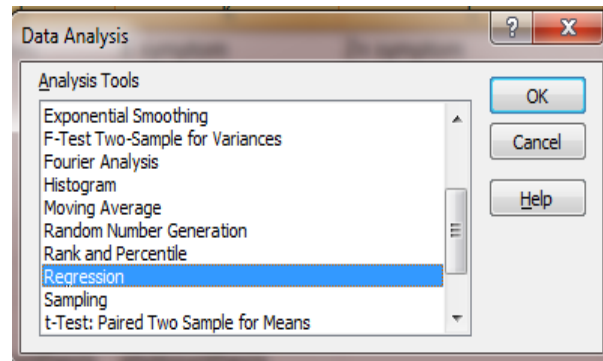 Data Analysis
?
X
Analysis Tools
Exponential Smoothing
F-Test Two-Sample for Variances
Fourier Analysis
Histogram
Moving Average
Random Number Generation
Rank and Percentile
Regression
Sampling
t-Test: Paired Two Sample for Means
OK
Cancel
Help